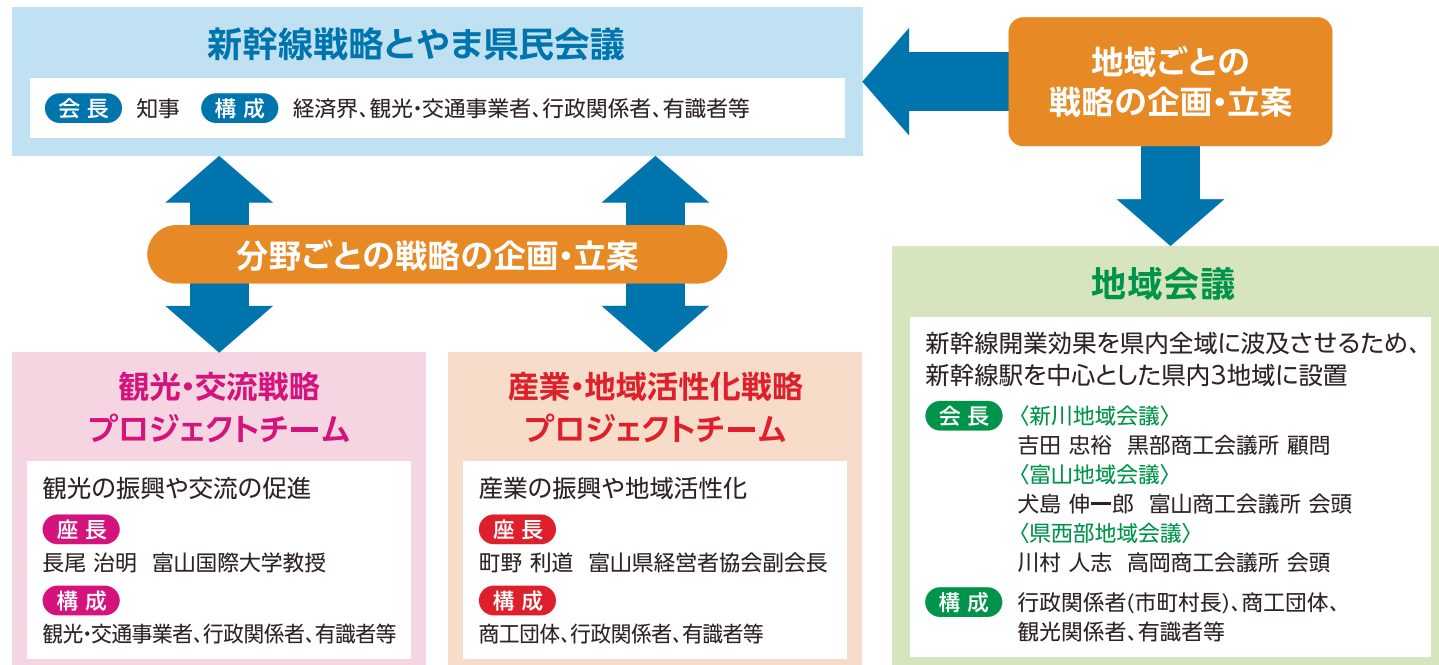 新幹線戦略とやま県民会議
会長 知事 構成 経済界、観光・交通事業者、行政関係者、有識者等
地域ごとの
戦略の企画・立案
分野ごとの戦略の企画・立案
観光・交流戦略
プロジェクトチーム
観光の振興や交流の促進
座長
長尾 治明 富山国際大学教授
構成
観光・交通事業者、行政関係者、有識者等
産業・地域活性化戦略
プロジェクトチーム
産業の振興や地域活性化
座長
町野 利道 富山県経営者協会副会長
構成
商工団体、行政関係者、有識者等
地域会議
新幹線開業効果を県内全域に波及させるため、
新幹線駅を中心とした県内3地域に設置
会長 〈新川地域会議〉
吉田 忠裕 黒部商工会議所 顧問
〈富山地域会議〉
犬島 伸一郎 富山商工会議所 会頭
〈県西部地域会議〉
川村 人志 高岡商工会議所 会頭
構成 行政関係者(市町村長)、商工団体、
観光関係者、有識者等